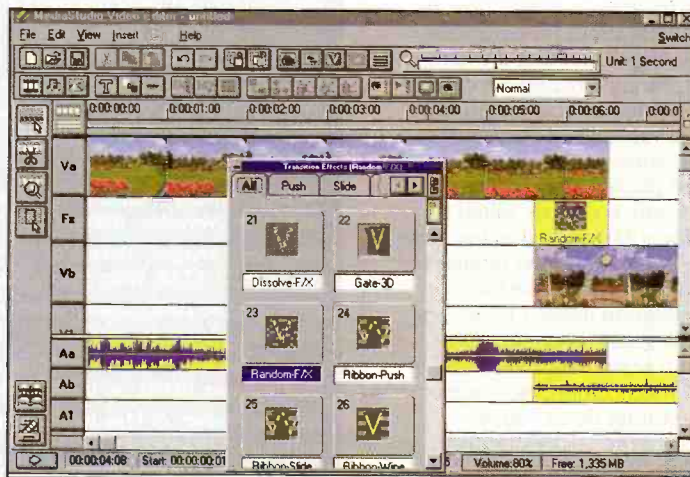 MediaStudio Video Editor - untitled
File Edit View Insert Help
Switch
Unit: 1 Second
Normal
0:00:00:00 0:00:01:00 0:00:02:00 0:00:03:00 0:00:04:00 0:00:05:00 0:00:06:00 0:00:0
Va
Transition Effects (Random-F/X)
All Push Slide
Fx
21 22
Random-F/X
Dissolve-F/X Gate-3D
Vb
23 24
V1
Aa
Random-F/X Ribbon-Push
Ab
25 26
A1
Ribbon-Slide Ribbon-Wipe
00:00:04:08 Start: 00:00:00:01 Volume:80% Free: 1,335 MB